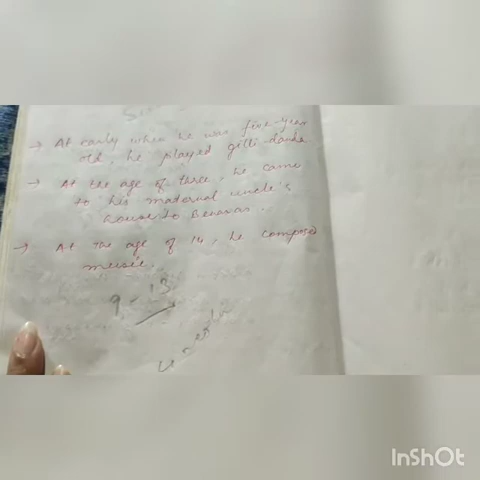 → At early when he was five-year
old, he played gilli-danda
→ At the age of three, he came
to his maternal uncle's
house to Benaras.
→ At the age of 14, he composed
music.
9 - 13
InShOt